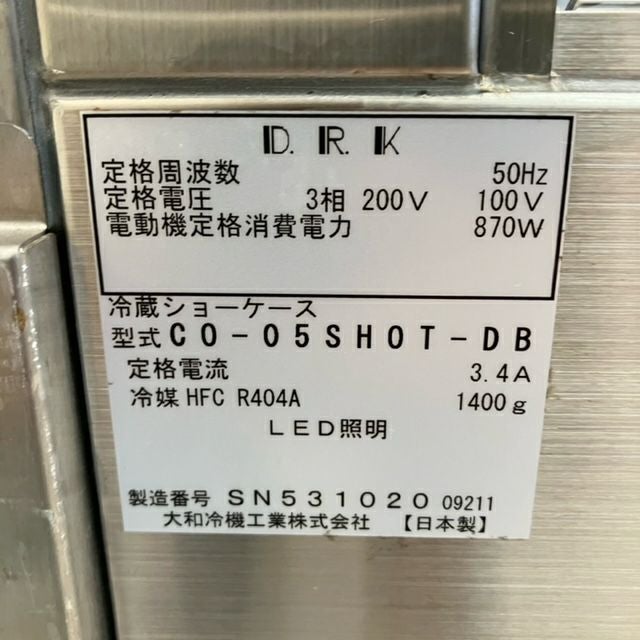 D. R. K
定格周波数 50Hz
定格電圧 3相 200V 100V
電動機定格消費電力 870W
冷蔵ショーケース
型式 CO-05SHOT-DB
定格電流 3.4A
冷媒 HFC R404A 1400g
LED照明
製造番号 SN531020 09211
大和冷機工業株式会社 【日本製】